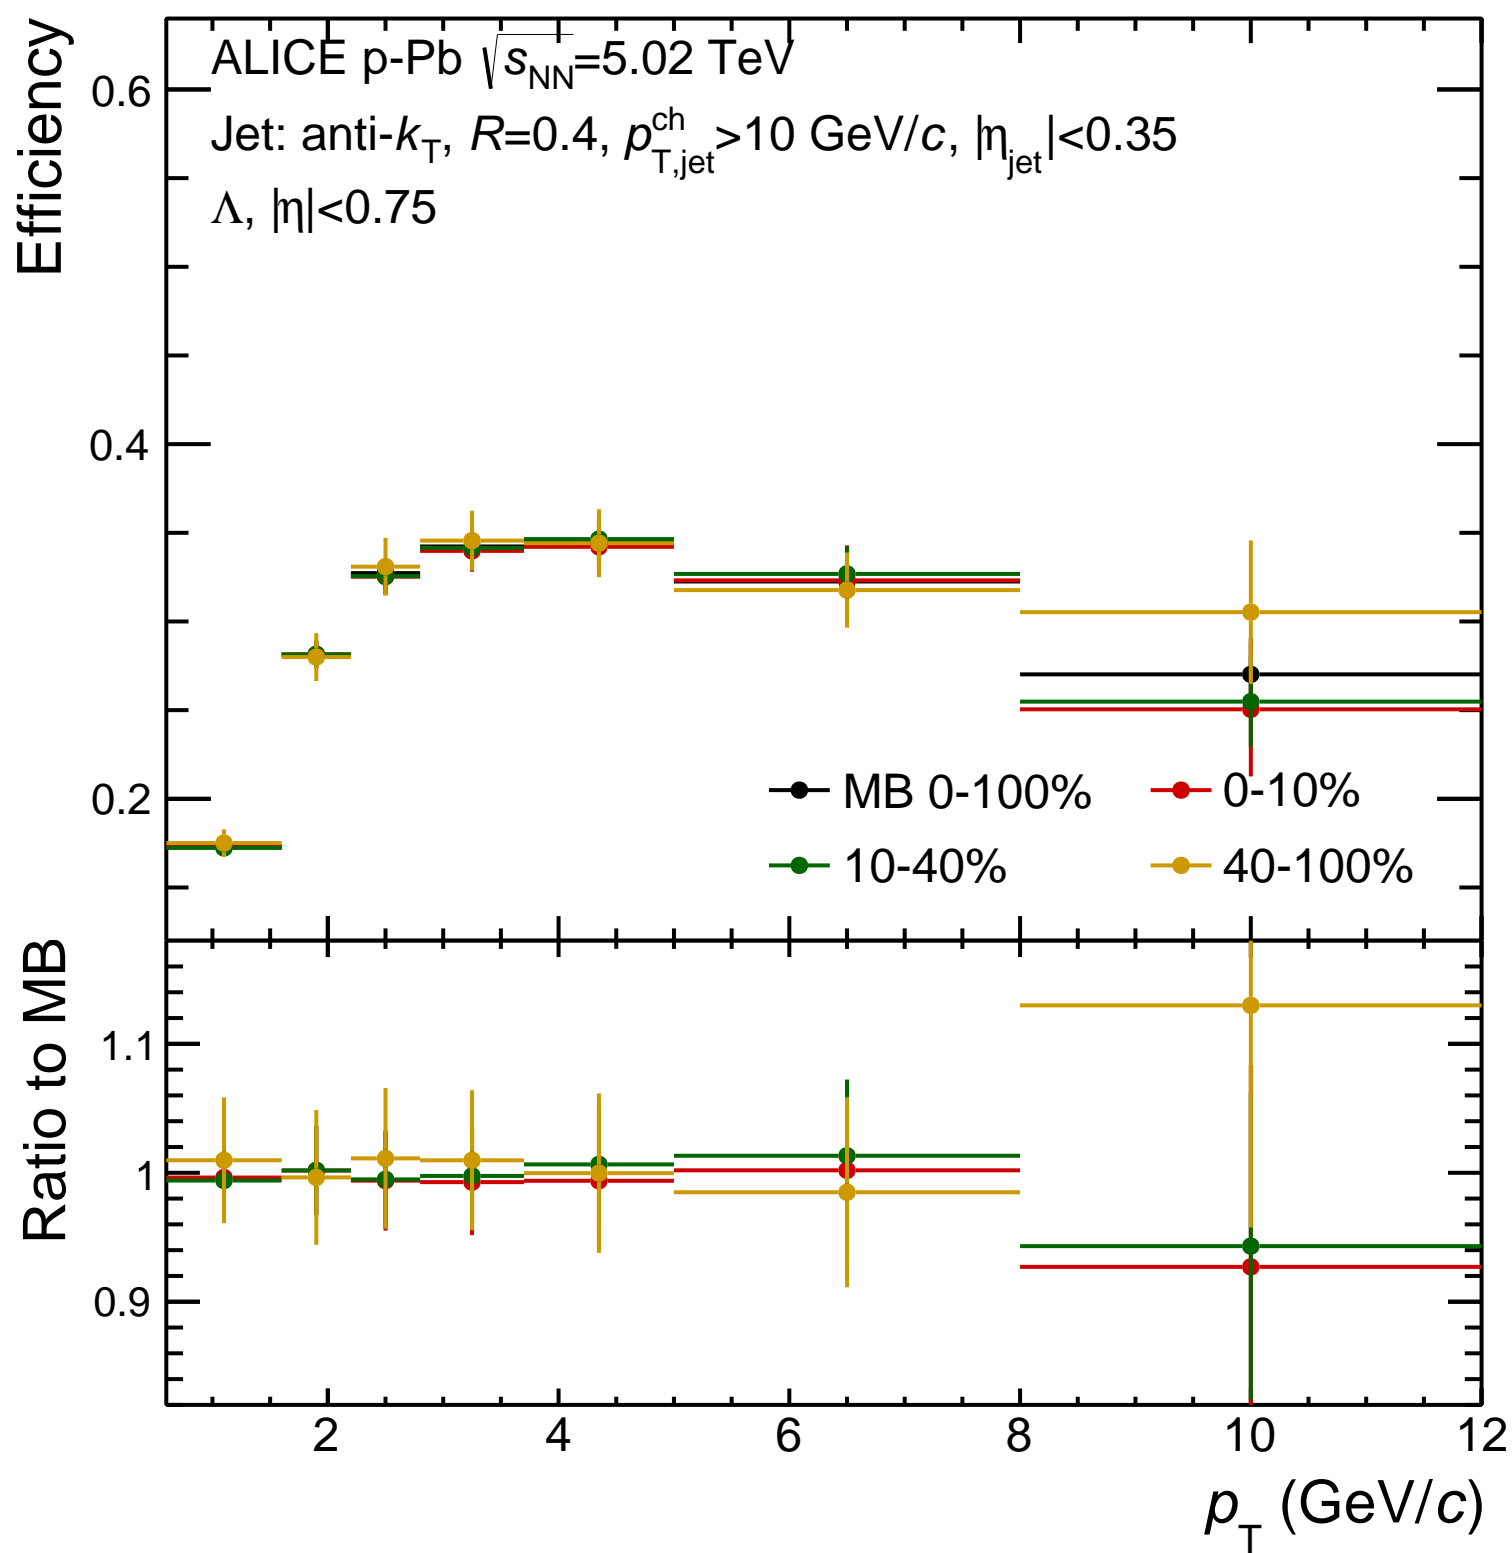 Efficiency
ALICE p-Pb √sNN=5.02 TeV
Jet: anti-kT, R=0.4, pT,jet^ch>10 GeV/c, |ηjet|<0.35
Λ, |η|<0.75
0.6
0.4
0.2
MB 0-100%
0-10%
10-40%
40-100%
Ratio to MB
1.1
1
0.9
2 4 6 8 10 12
pT (GeV/c)